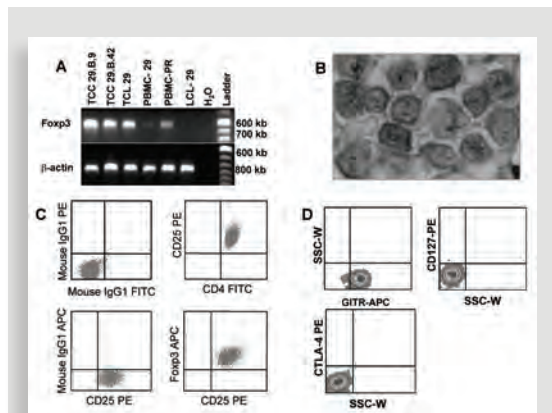 A
TCC 29.B.9
TCC 29.B.42
TCL 29
PBMC- 29
PBMC-PR
LCL- 29
H₂O
Ladder
Foxp3
600 kb
700 kb
β-actin
600 kb
800 kb
B
C
Mouse IgG1 PE
Mouse IgG1 FITC
CD25 PE
CD4 FITC
Mouse IgG1 APC
CD25 PE
Foxp3 APC
CD25 PE
D
SSC-W
GITR-APC
CD127-PE
SSC-W
CTLA-4 PE
SSC-W